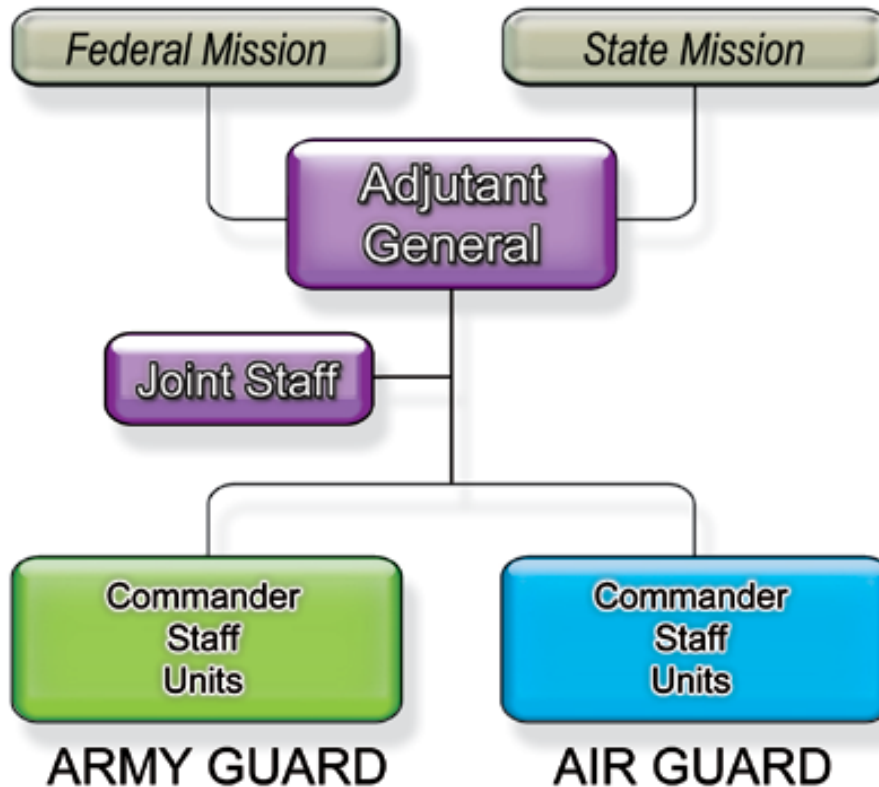 Federal Mission
State Mission
Adjutant
General
Joint Staff
Commander
Staff
Units
Commander
Staff
Units
ARMY GUARD
AIR GUARD